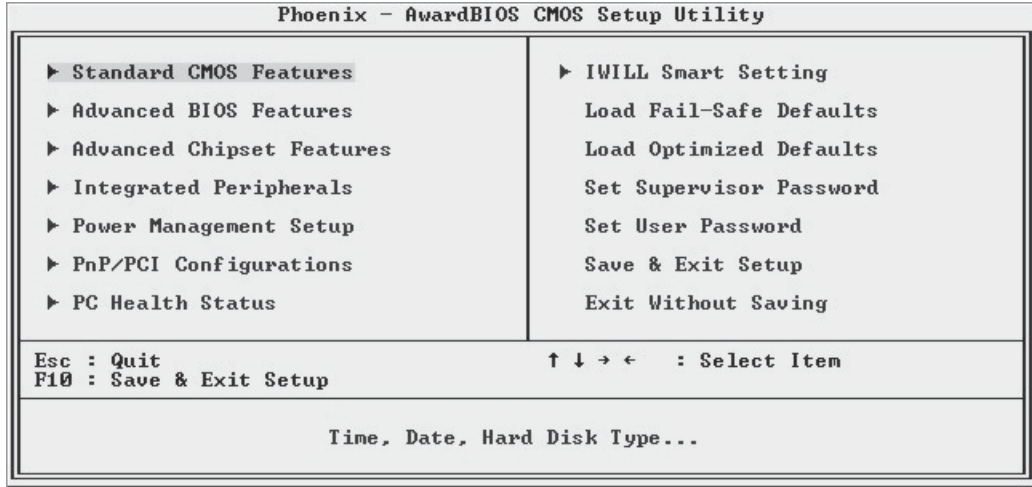 Phoenix - AwardBIOS CMOS Setup Utility
▶ Standard CMOS Features
▶ Advanced BIOS Features
▶ Advanced Chipset Features
▶ Integrated Peripherals
▶ Power Management Setup
▶ PnP/PCI Configurations
▶ PC Health Status
▶ IWILL Smart Setting
Load Fail-Safe Defaults
Load Optimized Defaults
Set Supervisor Password
Set User Password
Save & Exit Setup
Exit Without Saving
Esc : Quit
F10 : Save & Exit Setup
↑ ↓ → ← : Select Item
Time, Date, Hard Disk Type...